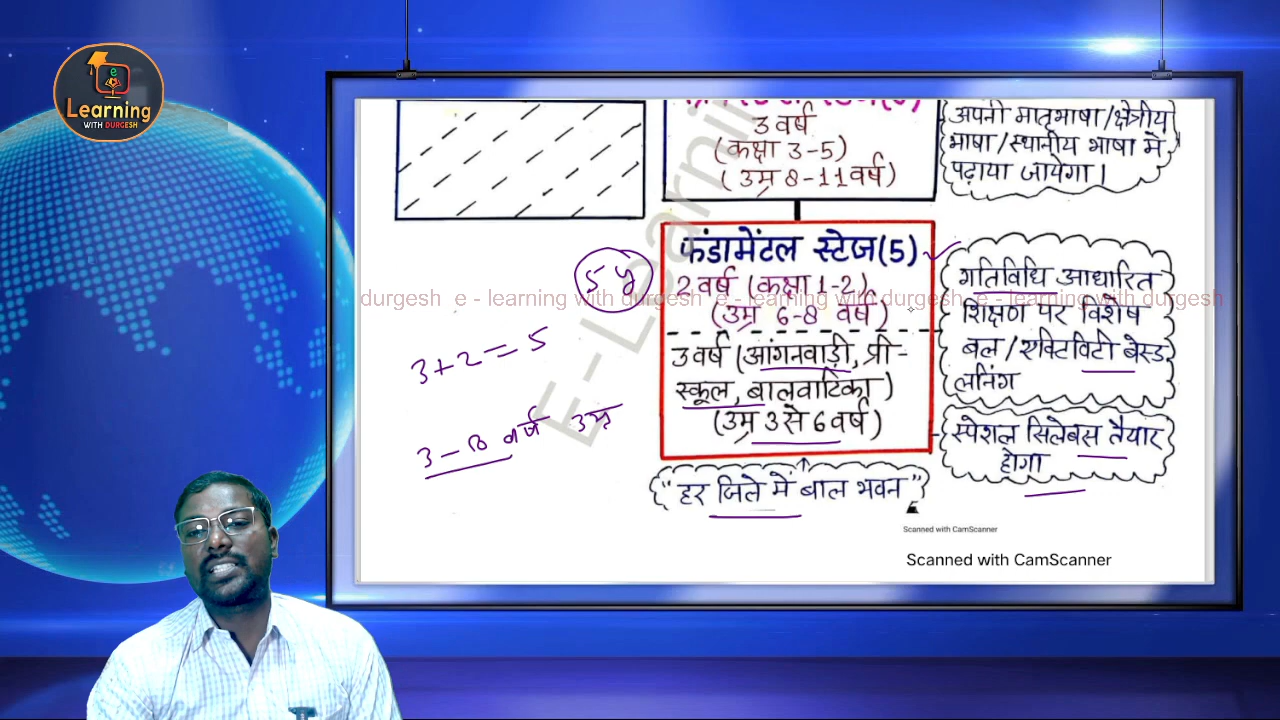 e
Learning
WITH DURGESH
3 वर्ष
(कक्षा 3-5)
(उम्र 8-11वर्ष)
अपनी मातृभाषा/क्षेत्रीय
भाषा/स्थानीय भाषा में
पढ़ाया जायेगा।
फंडामेंटल स्टेज(5)
2 वर्ष (कक्षा 1-2)
(उम्र 6-8 वर्ष)
3 वर्ष (आंगनवाड़ी, प्री-
स्कूल, बालवाटिका)
(उम्र 3 से 6 वर्ष)
"हर जिले में बाल भवन"
गतिविधि आधारित
शिक्षण पर विशेष
बल/एक्टिविटी बेस्ड
लर्निंग
स्पेशल सिलेबस तैयार
होगा
5 y
3+2=5
3-8 वर्ष उम्र
durgesh e - learning with durgesh e - learning with durgesh e - learning with durgesh
E-Learnin
Scanned with CamScanner
Scanned with CamScanner